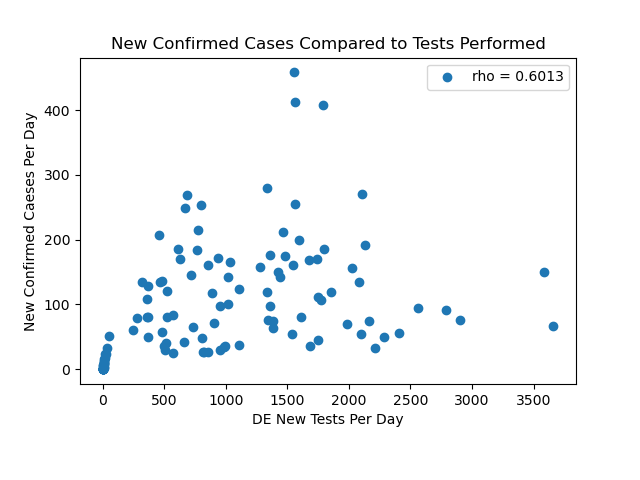 New Confirmed Cases Compared to Tests Performed
rho = 0.6013
400
300
200
100
0
New Confirmed Caeses Per Day
0 500 1000 1500 2000 2500 3000 3500
DE New Tests Per Day